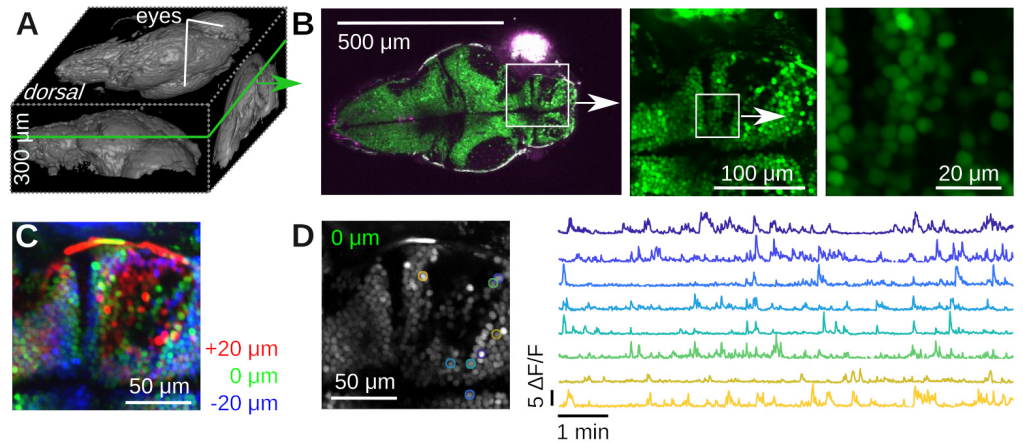 A
eyes
dorsal
300 µm
B
500 µm
100 µm
20 µm
C
+20 µm
0 µm
-20 µm
50 µm
D
0 µm
50 µm
5 ΔF/F
1 min